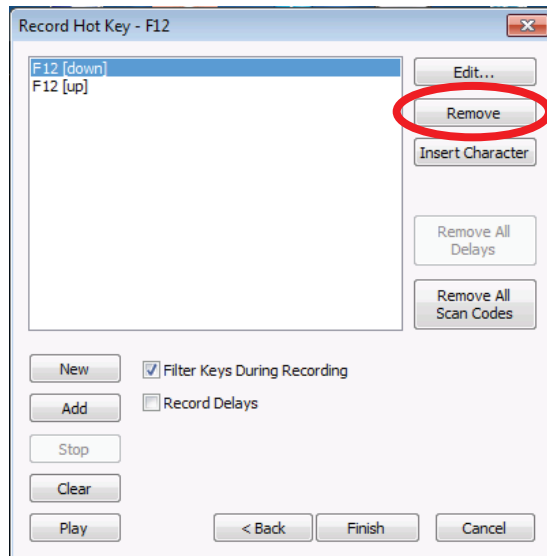 Record Hot Key - F12
F12 [down]
F12 [up]
Edit...
Remove
Insert Character
Remove All
Delays
Remove All
Scan Codes
New
Filter Keys During Recording
Add
Record Delays
Stop
Clear
Play
< Back
Finish
Cancel